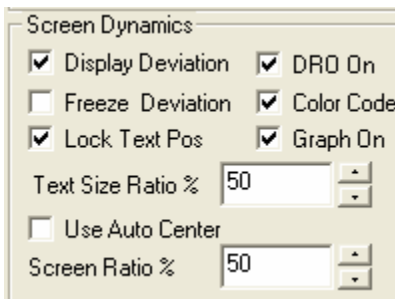 Screen Dynamics
Display Deviation DRO On
Freeze Deviation Color Code
Lock Text Pos Graph On
Text Size Ratio % 50
Use Auto Center
Screen Ratio % 50